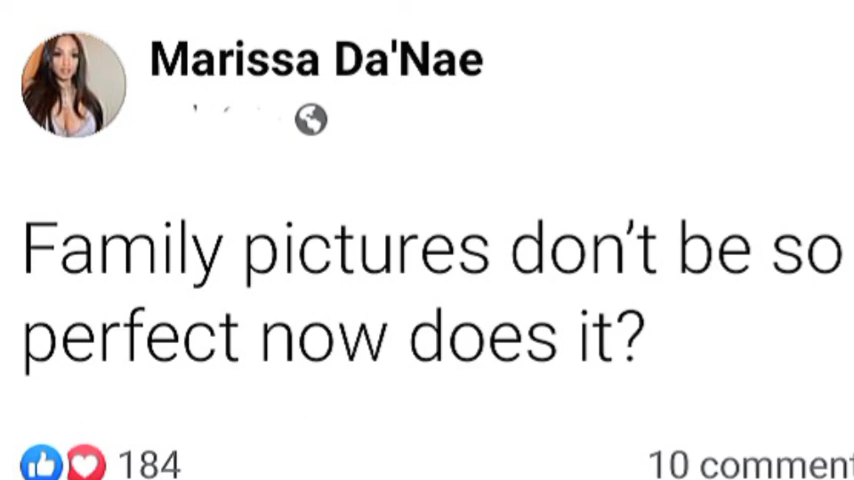 Marissa Da'Nae
Family pictures don't be so
perfect now does it?
184
10 comment